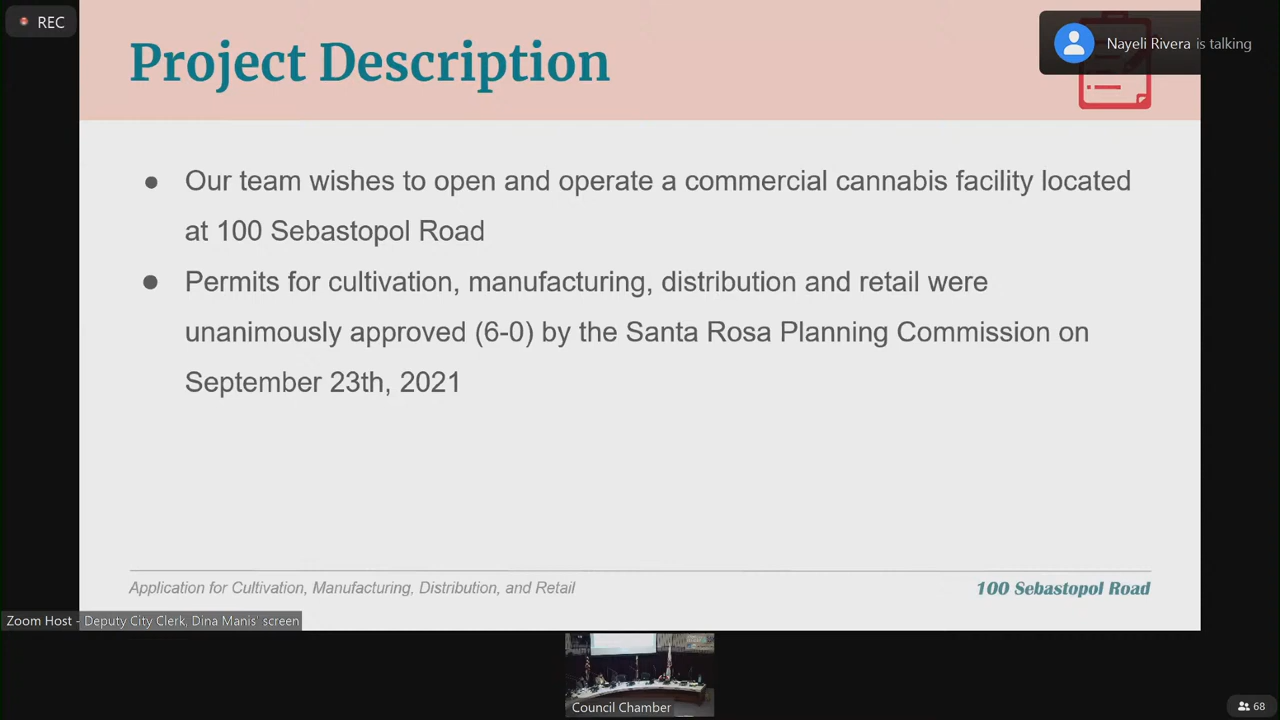 REC
Project Description
Nayeli Rivera is talking
● Our team wishes to open and operate a commercial cannabis facility located
at 100 Sebastopol Road
● Permits for cultivation, manufacturing, distribution and retail were
unanimously approved (6-0) by the Santa Rosa Planning Commission on
September 23th, 2021
Application for Cultivation, Manufacturing, Distribution, and Retail
100 Sebastopol Road
Zoom Host - Deputy City Clerk, Dina Manis' screen
Council Chamber
68